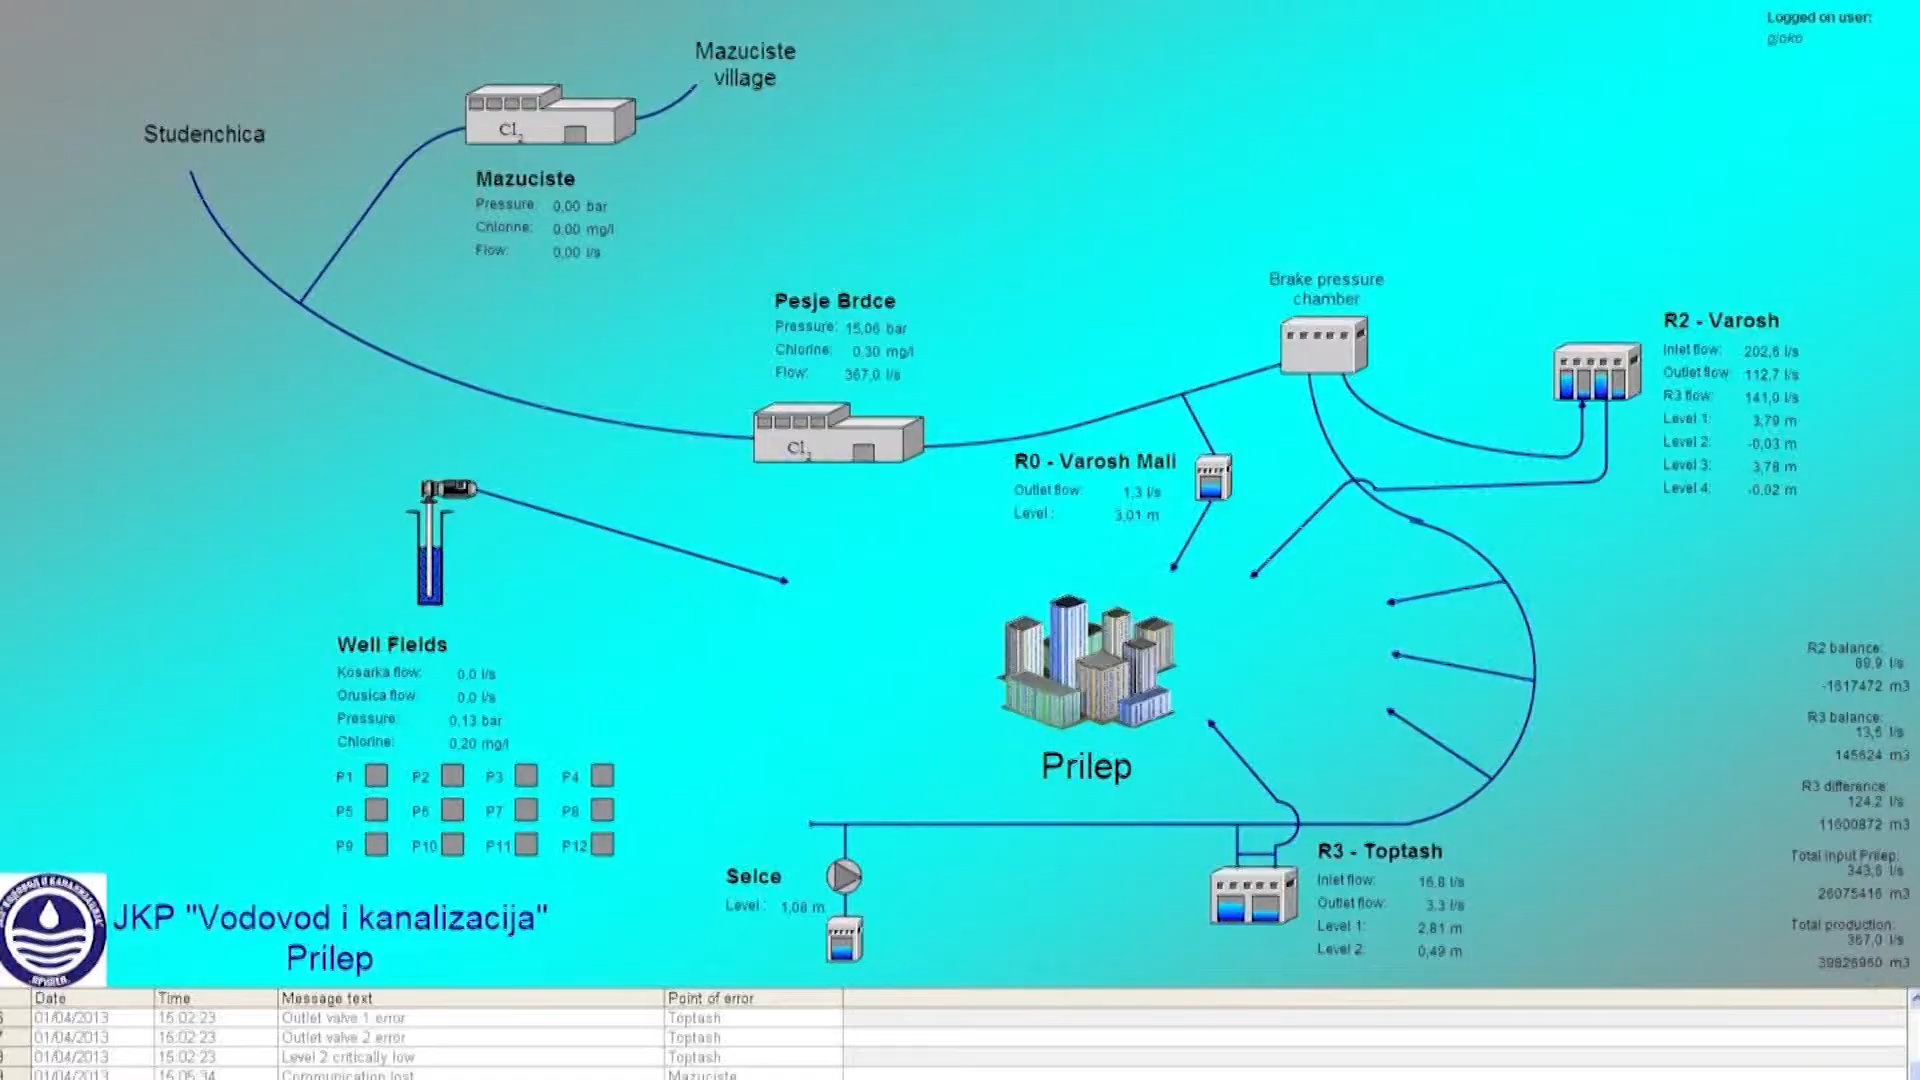 Logged on user:
gjoko
Mazuciste
village
Studenchica
Cl2
Mazuciste
Pressure: 0,00 bar
Chlorine: 0,00 mg/l
Flow: 0,00 l/s
Pesje Brdce
Pressure: 15,06 bar
Chlorine: 0,30 mg/l
Flow: 367,0 l/s
Cl2
Brake pressure
chamber
R2 - Varosh
Inlet flow: 202,6 l/s
Outlet flow 112,7 l/s
R3 flow: 141,0 l/s
Level 1: 3,79 m
Level 2: -0,03 m
Level 3: 3,78 m
Level 4: -0,02 m
R0 - Varosh Mall
Outlet flow: 1,3 l/s
Level : 3,01 m
Well Fields
Kosarka flow: 0,0 l/s
Orusica flow 0,0 l/s
Pressure: 0,13 bar
Chlorine: 0,20 mg/l
P1 P2 P3 P4
P5 P6 P7 P8
P9 P10 P11 P12
Prilep
R2 balance:
89,9 l/s
-1617472 m3
R3 balance:
13,5 l/s
145624 m3
R3 difference:
124,2 l/s
11600872 m3
Total input Prilep:
343,6 l/s
26075416 m3
Total production:
367,0 l/s
39826960 m3
Selce
Level : 1,08 m
R3 - Toptash
Inlet flow: 16,8 l/s
Outlet flow: 3,3 l/s
Level 1: 2,81 m
Level 2: 0,49 m
JKP "Vodovod i kanalizacija"
Prilep
Date Time Message text Point of error
01/04/2013 15:02:23 Outlet valve 1 error Toptash
01/04/2013 15:02:23 Outlet valve 2 error Toptash
01/04/2013 15:02:23 Level 2 critically low Toptash
01/04/2013 15:05:34 Communication lost Mazuciste